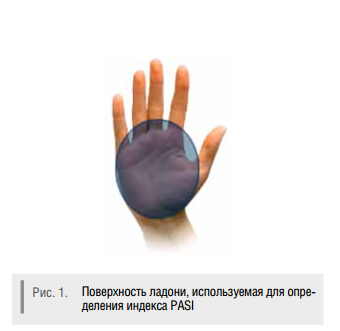 Рис. 1. Поверхность ладони, используемая для опре-
деления индекса PASI